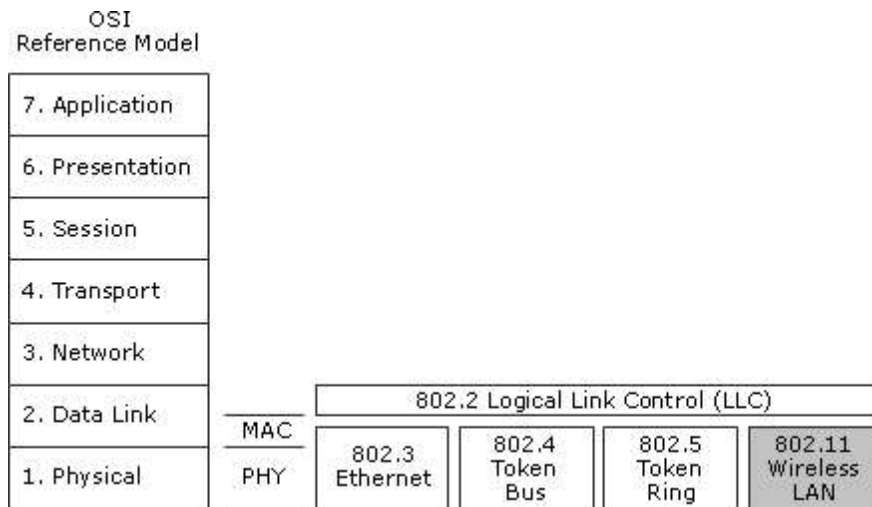 OSI
Reference Model
7. Application
6. Presentation
5. Session
4. Transport
3. Network
2. Data Link
1. Physical
MAC
PHY
802.2 Logical Link Control (LLC)
802.3
Ethernet
802.4
Token
Bus
802.5
Token
Ring
802.11
Wireless
LAN